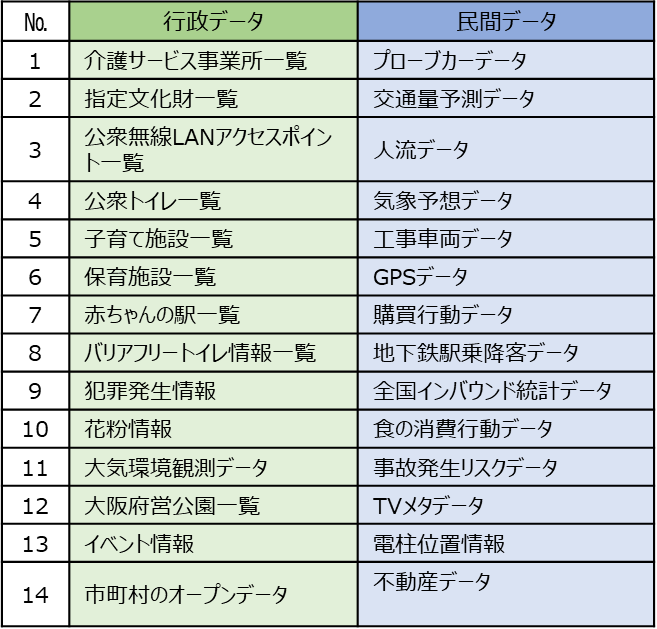 №. 行政データ 民間データ
1 介護サービス事業所一覧 プローブカーデータ
2 指定文化財一覧 交通量予測データ
3 公衆無線LANアクセスポイン
ト一覧 人流データ
4 公衆トイレ一覧 気象予想データ
5 子育て施設一覧 工事車両データ
6 保育施設一覧 GPSデータ
7 赤ちゃんの駅一覧 購買行動データ
8 バリアフリートイレ情報一覧 地下鉄駅乗降客データ
9 犯罪発生情報 全国インバウンド統計データ
10 花粉情報 食の消費行動データ
11 大気環境観測データ 事故発生リスクデータ
12 大阪府営公園一覧 TVメタデータ
13 イベント情報 電柱位置情報
14 市町村のオープンデータ 不動産データ